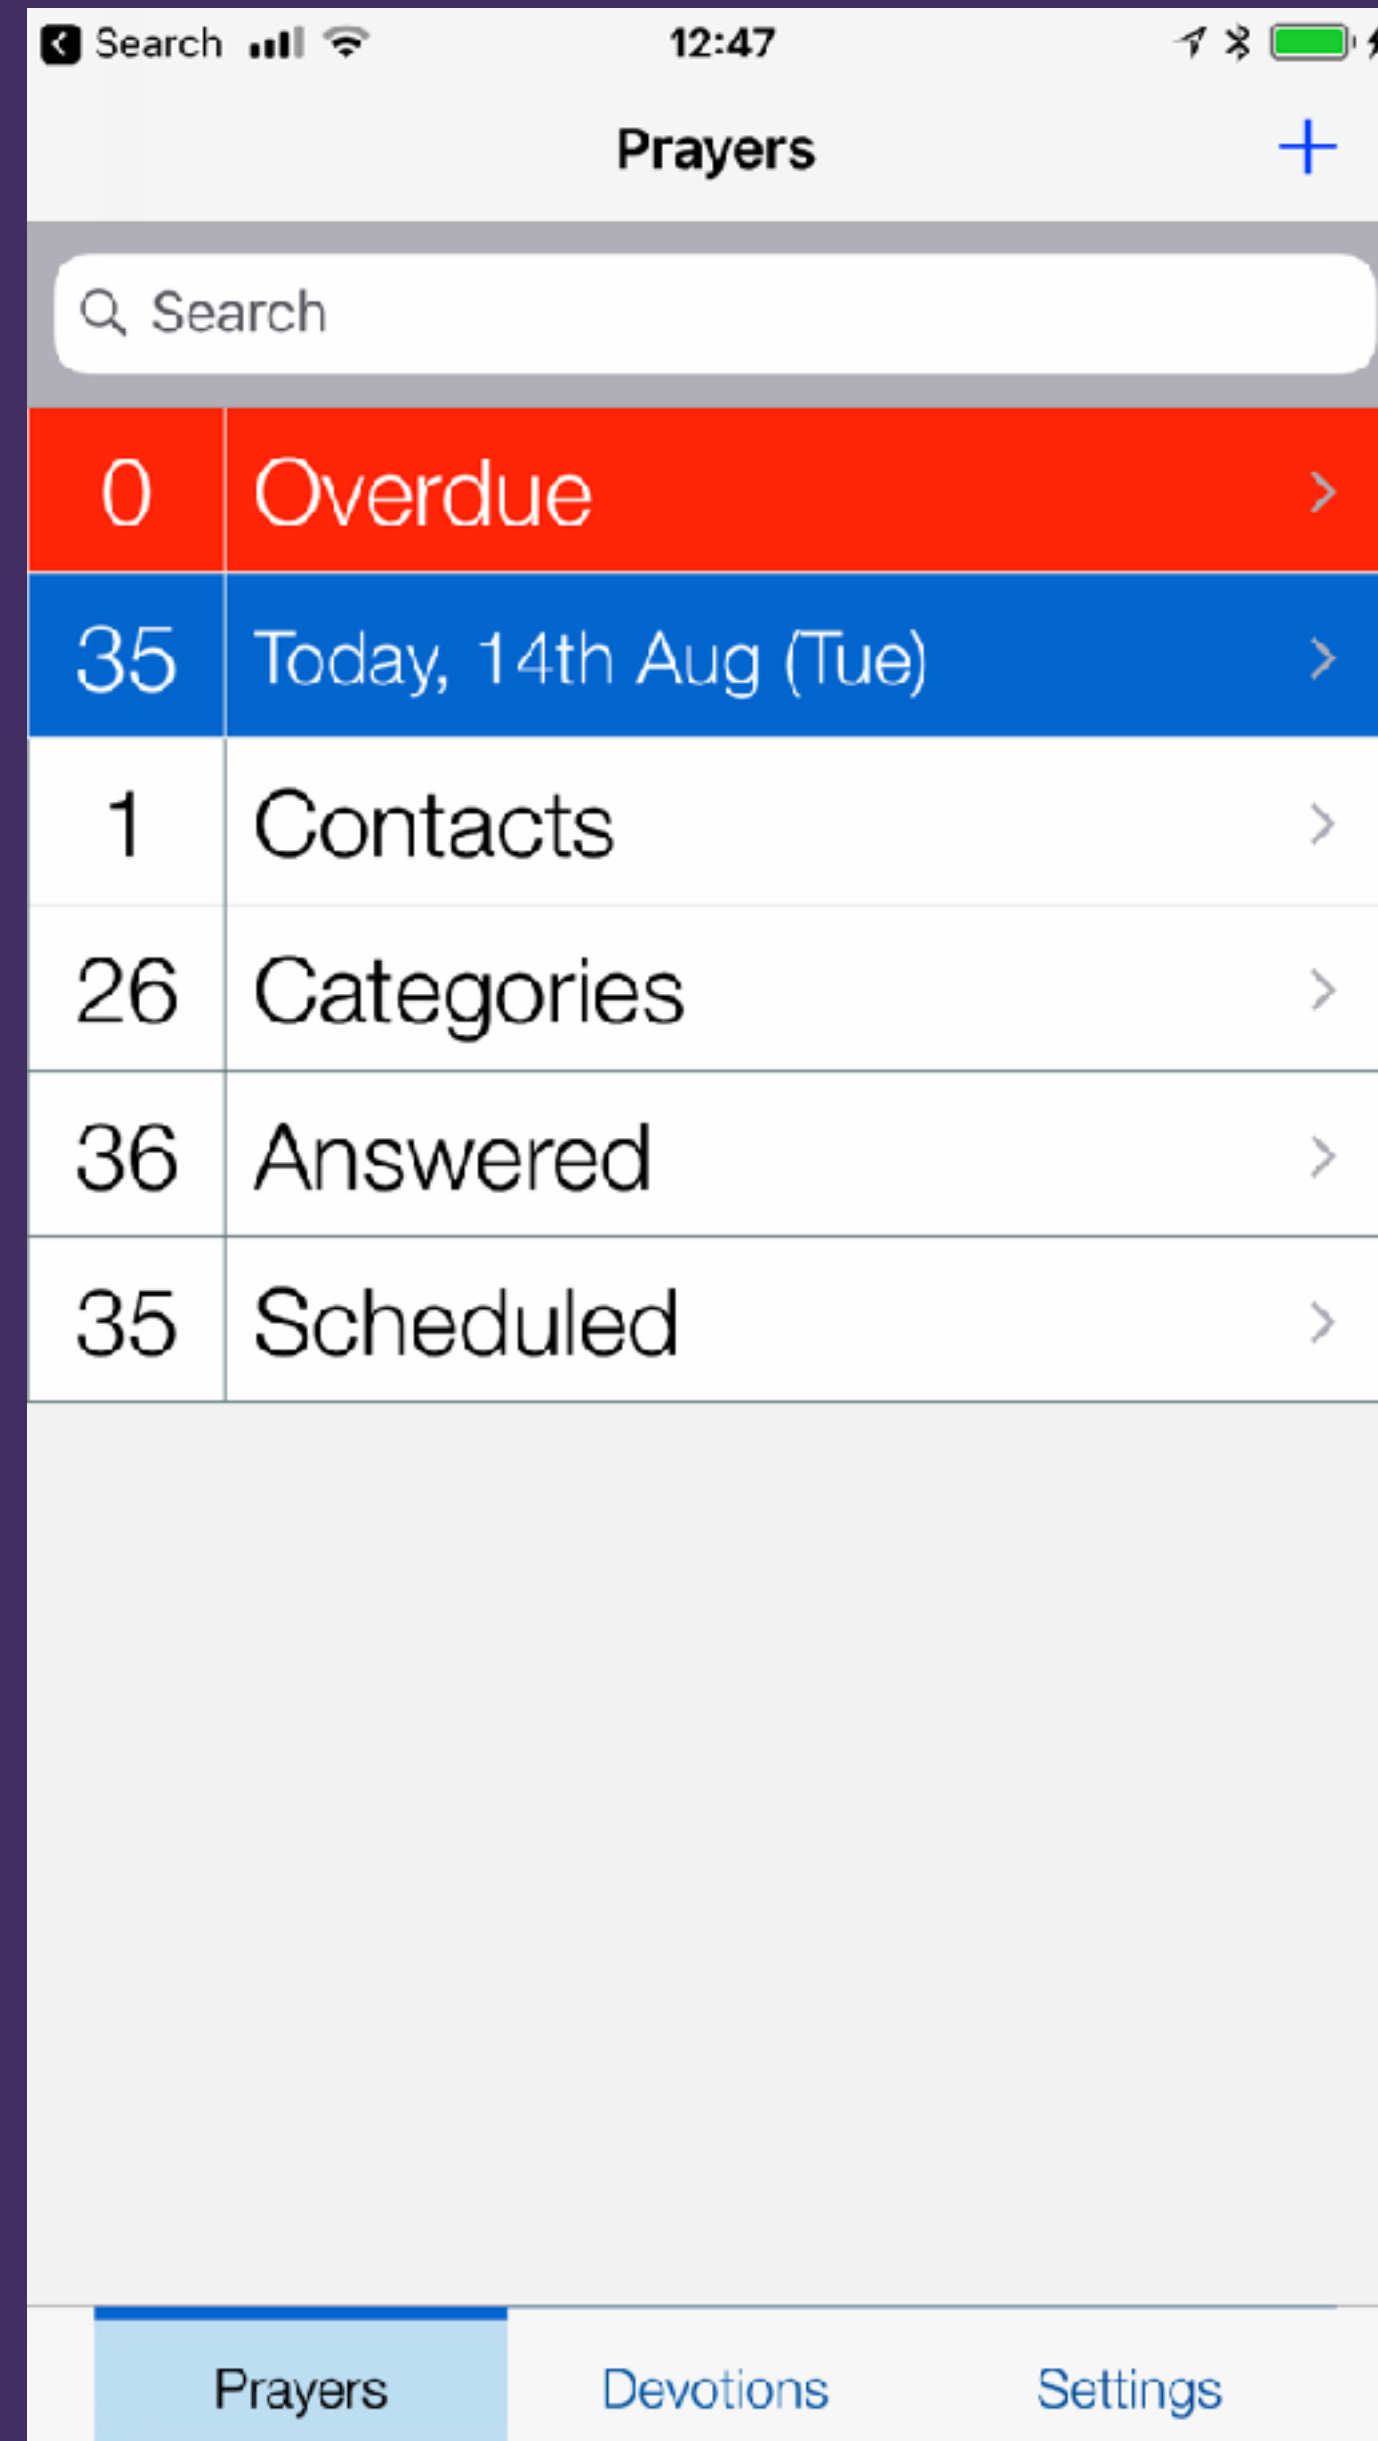 Search 12:47
Prayers +
Search
0 Overdue
35 Today, 14th Aug (Tue)
1 Contacts
26 Categories
36 Answered
35 Scheduled
Prayers Devotions Settings